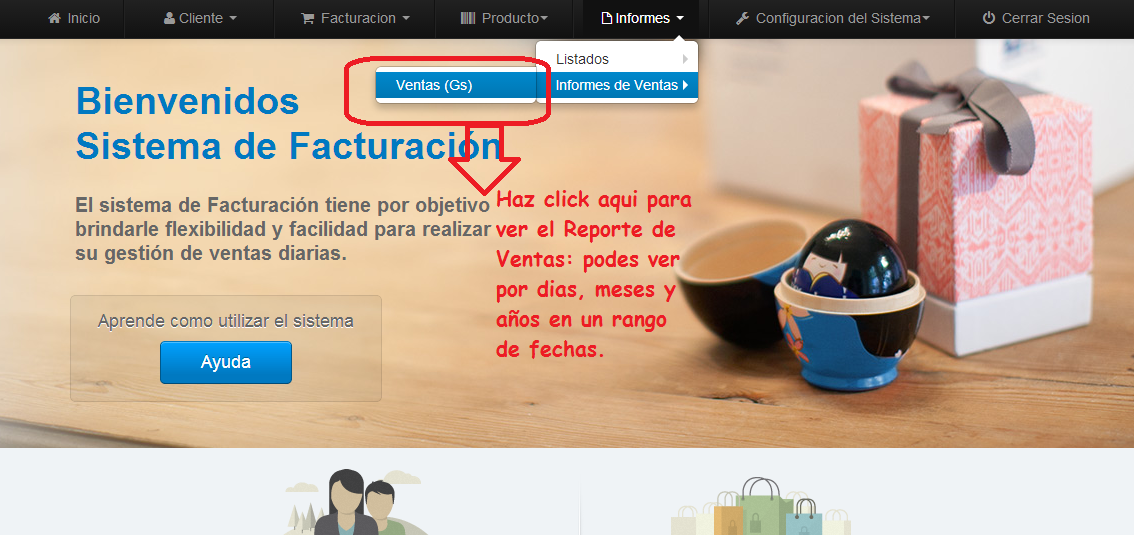 Inicio
Cliente
Facturacion
Producto
Informes
Configuracion del Sistema
Cerrar Sesion
Listados
Ventas (Gs)
Informes de Ventas
Bienvenidos
Sistema de Facturación
El sistema de Facturación tiene por objetivo
brindarle flexibilidad y facilidad para realizar
su gestión de ventas diarias.
Haz click aqui para
ver el Reporte de
Ventas: podes ver
por dias, meses y
años en un rango
de fechas.
Aprende como utilizar el sistema
Ayuda